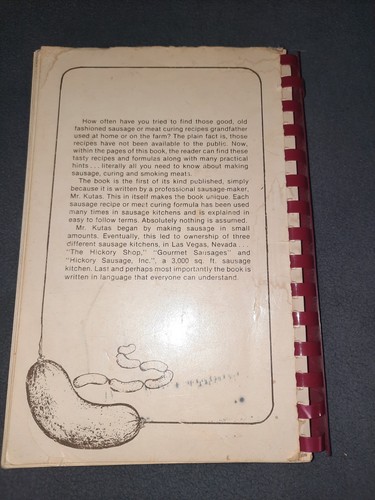 How often have you tried to find those good, old
fashioned sausage or meat curing recipes grandfather
used at home or on the farm? The plain fact is, those
recipes have not been available to the public. Now,
within the pages of this book, the reader can find these
tasty recipes and formulas along with many practical
hints . . . literally all you need to know about making
sausage, curing and smoking meats.
The book is the first of its kind published, simply
because it is written by a professional sausage-maker,
Mr. Kutas. This in itself makes the book unique. Each
sausage recipe or meat curing formula has been used
many times in sausage kitchens and is explained in
easy to follow terms. Absolutely nothing is assumed.
Mr. Kutas began by making sausage in small
amounts. Eventually, this led to ownership of three
different sausage kitchens, in Las Vegas, Nevada . . .
"The Hickory Shop," "Gourmet Sausages" and
"Hickory Sausage, Inc.", a 3,000 sq. ft. sausage
kitchen. Last and perhaps most importantly the book is
written in language that everyone can understand.